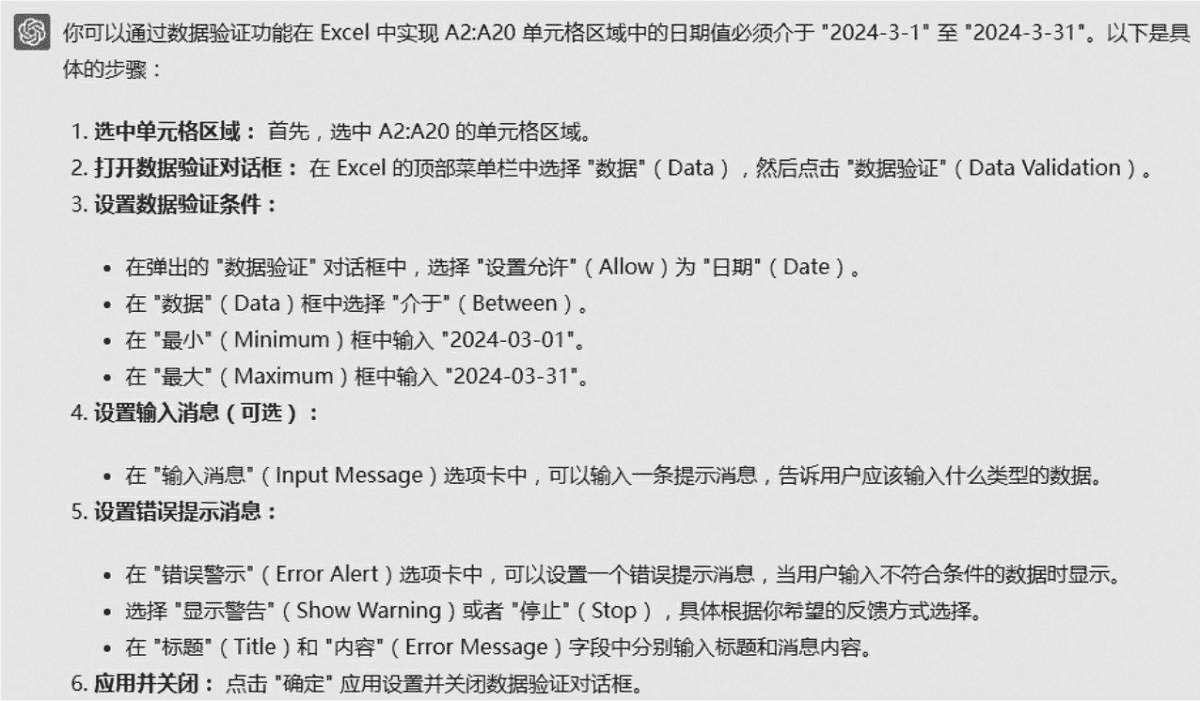 你可以通过数据验证功能在 Excel 中实现 A2:A20 单元格区域中的日期值必须介于 "2024-3-1" 至 "2024-3-31"。以下是具
体的步骤：
1. 选中单元格区域： 首先，选中 A2:A20 的单元格区域。
2. 打开数据验证对话框： 在 Excel 的顶部菜单栏中选择 "数据"（Data），然后点击 "数据验证"（Data Validation）。
3. 设置数据验证条件：
• 在弹出的 "数据验证" 对话框中，选择 "设置允许"（Allow）为 "日期"（Date）。
• 在 "数据"（Data）框中选择 "介于"（Between）。
• 在 "最小"（Minimum）框中输入 "2024-03-01"。
• 在 "最大"（Maximum）框中输入 "2024-03-31"。
4. 设置输入消息（可选）：
• 在 "输入消息"（Input Message）选项卡中，可以输入一条提示消息，告诉用户应该输入什么类型的数据。
5. 设置错误提示消息：
• 在 "错误警示"（Error Alert）选项卡中，可以设置一个错误提示消息，当用户输入不符合条件的数据时显示。
• 选择 "显示警告"（Show Warning）或者 "停止"（Stop），具体根据你希望的反馈方式选择。
• 在 "标题"（Title）和 "内容"（Error Message）字段中分别输入标题和消息内容。
6. 应用并关闭： 点击 "确定" 应用设置并关闭数据验证对话框。